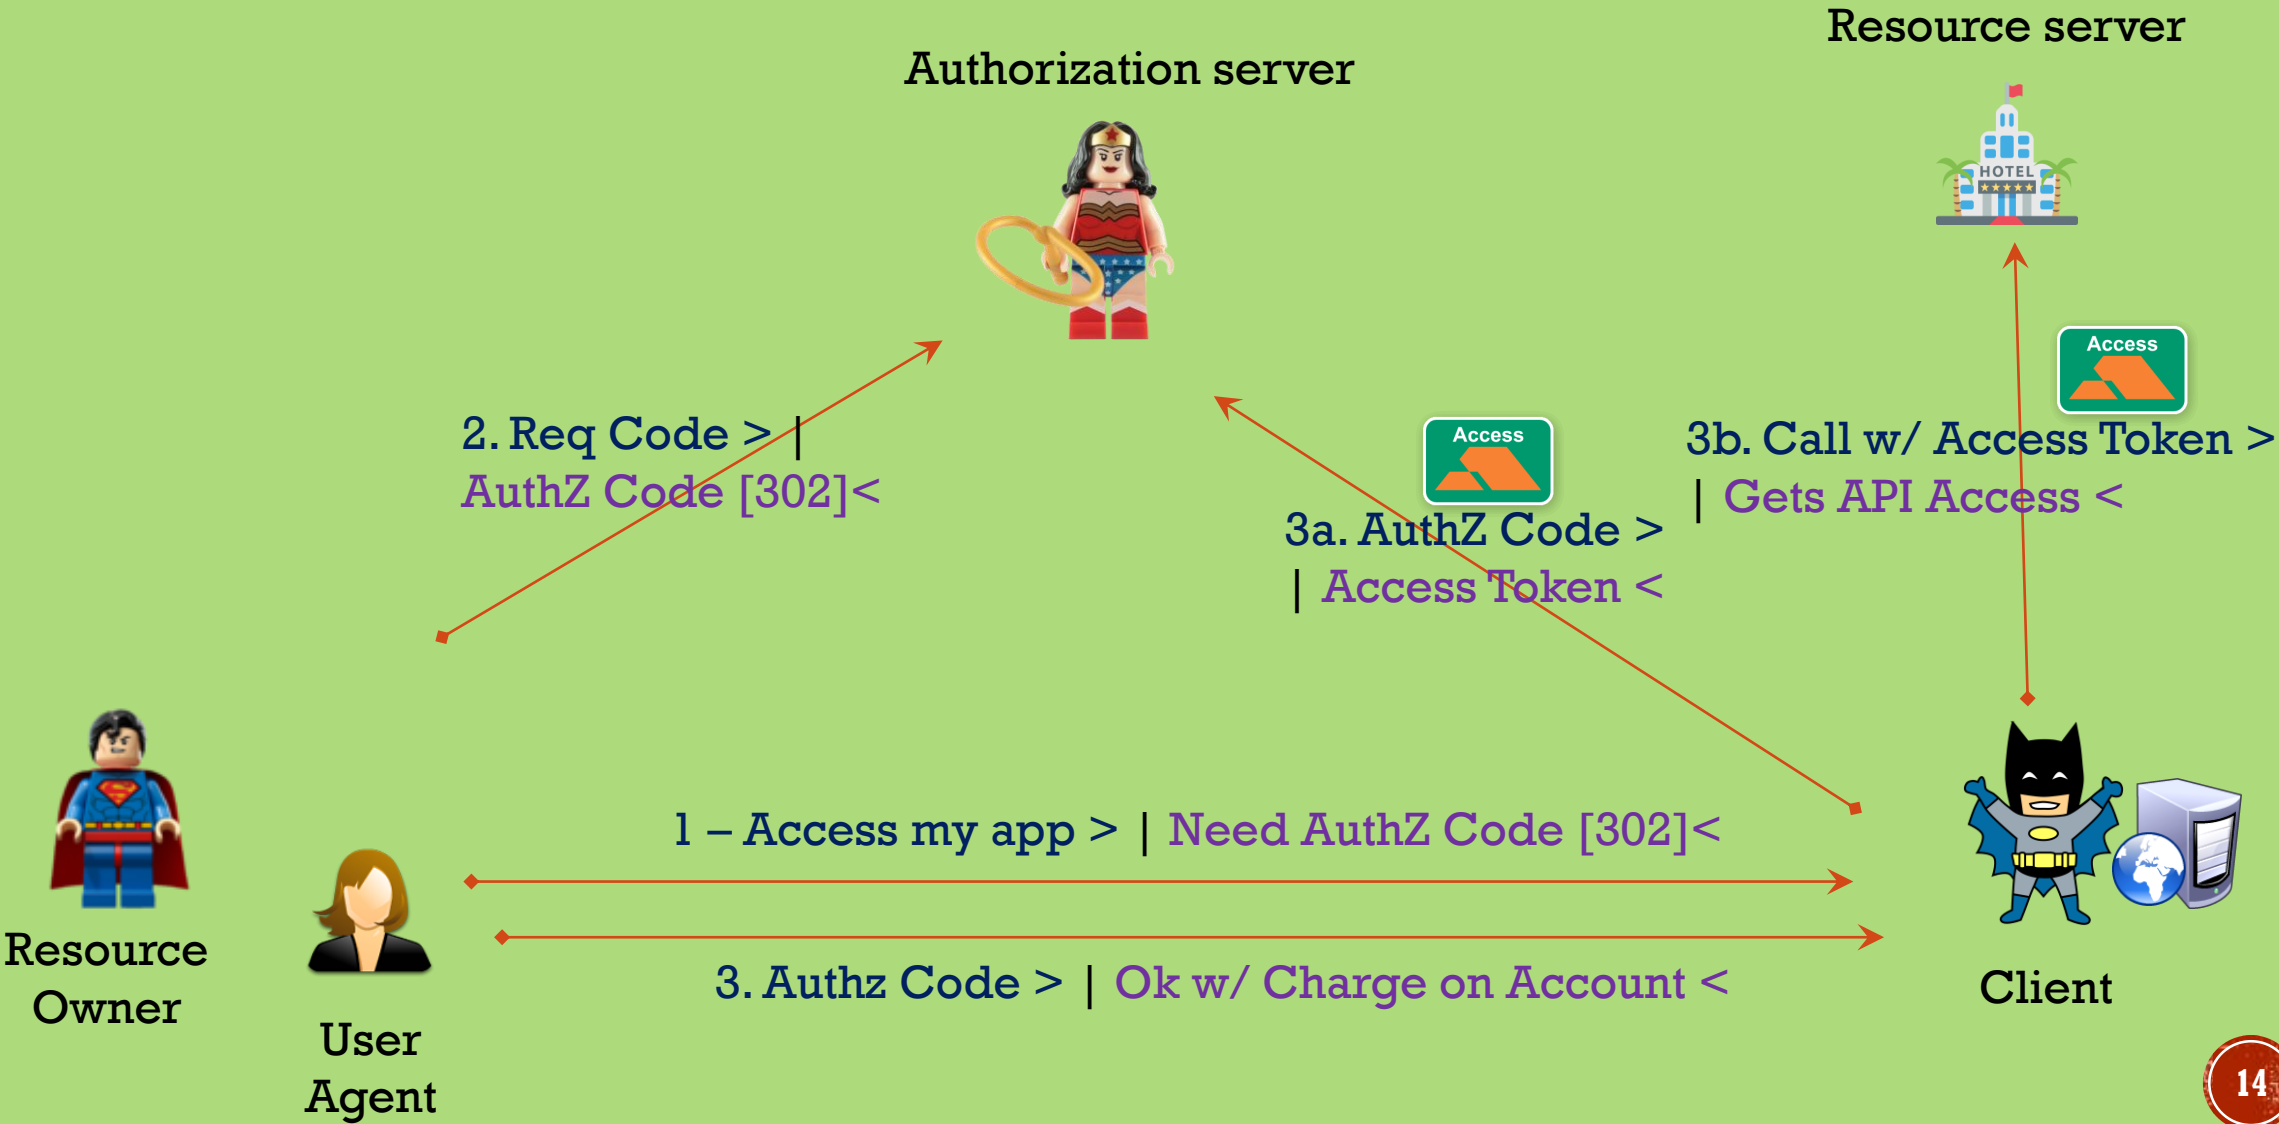 Resource server
Authorization server
HOTEL
Access
2. Req Code > |
AuthZ Code [302]<
Access
3b. Call w/ Access Token >
| Gets API Access <
3a. AuthZ Code >
| Access Token <
1 – Access my app > | Need AuthZ Code [302]<
3. Authz Code > | Ok w/ Charge on Account <
Resource
Owner
User
Agent
Client
14